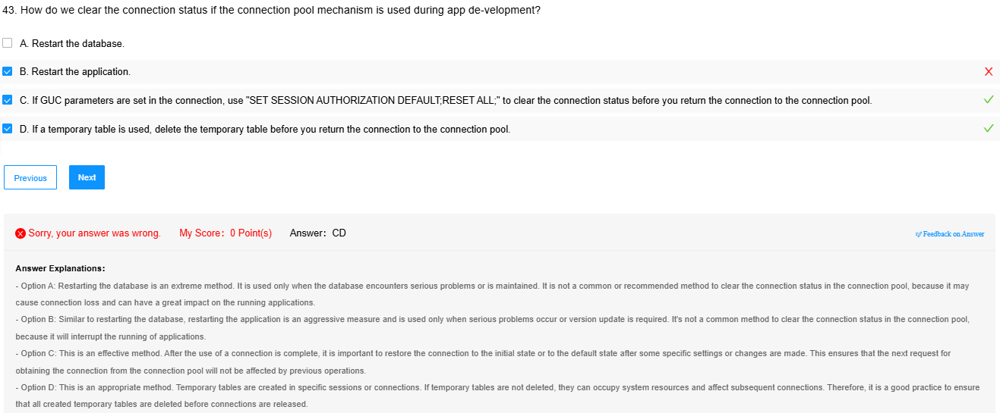 43. How do we clear the connection status if the connection pool mechanism is used during app de-velopment?
A. Restart the database.
B. Restart the application.
C. If GUC parameters are set in the connection, use "SET SESSION AUTHORIZATION DEFAULT;RESET ALL;" to clear the connection status before you return the connection to the connection pool.
D. If a temporary table is used, delete the temporary table before you return the connection to the connection pool.
Previous Next
Sorry, your answer was wrong. My Score: 0 Point(s) Answer: CD Feedback on Answer
Answer Explanations:
- Option A: Restarting the database is an extreme method. It is used only when the database encounters serious problems or is maintained. It is not a common or recommended method to clear the connection status in the connection pool, because it may
cause connection loss and can have a great impact on the running applications.
- Option B: Similar to restarting the database, restarting the application is an aggressive measure and is used only when serious problems occur or version update is required. It's not a common method to clear the connection status in the connection pool,
because it will interrupt the running of applications.
- Option C: This is an effective method. After the use of a connection is complete, it is important to restore the connection to the initial state or to the default state after some specific settings or changes are made. This ensures that the next request for
obtaining the connection from the connection pool will not be affected by previous operations.
- Option D: This is an appropriate method. Temporary tables are created in specific sessions or connections. If temporary tables are not deleted, they can occupy system resources and affect subsequent connections. Therefore, it is a good practice to ensure
that all created temporary tables are deleted before connections are released.